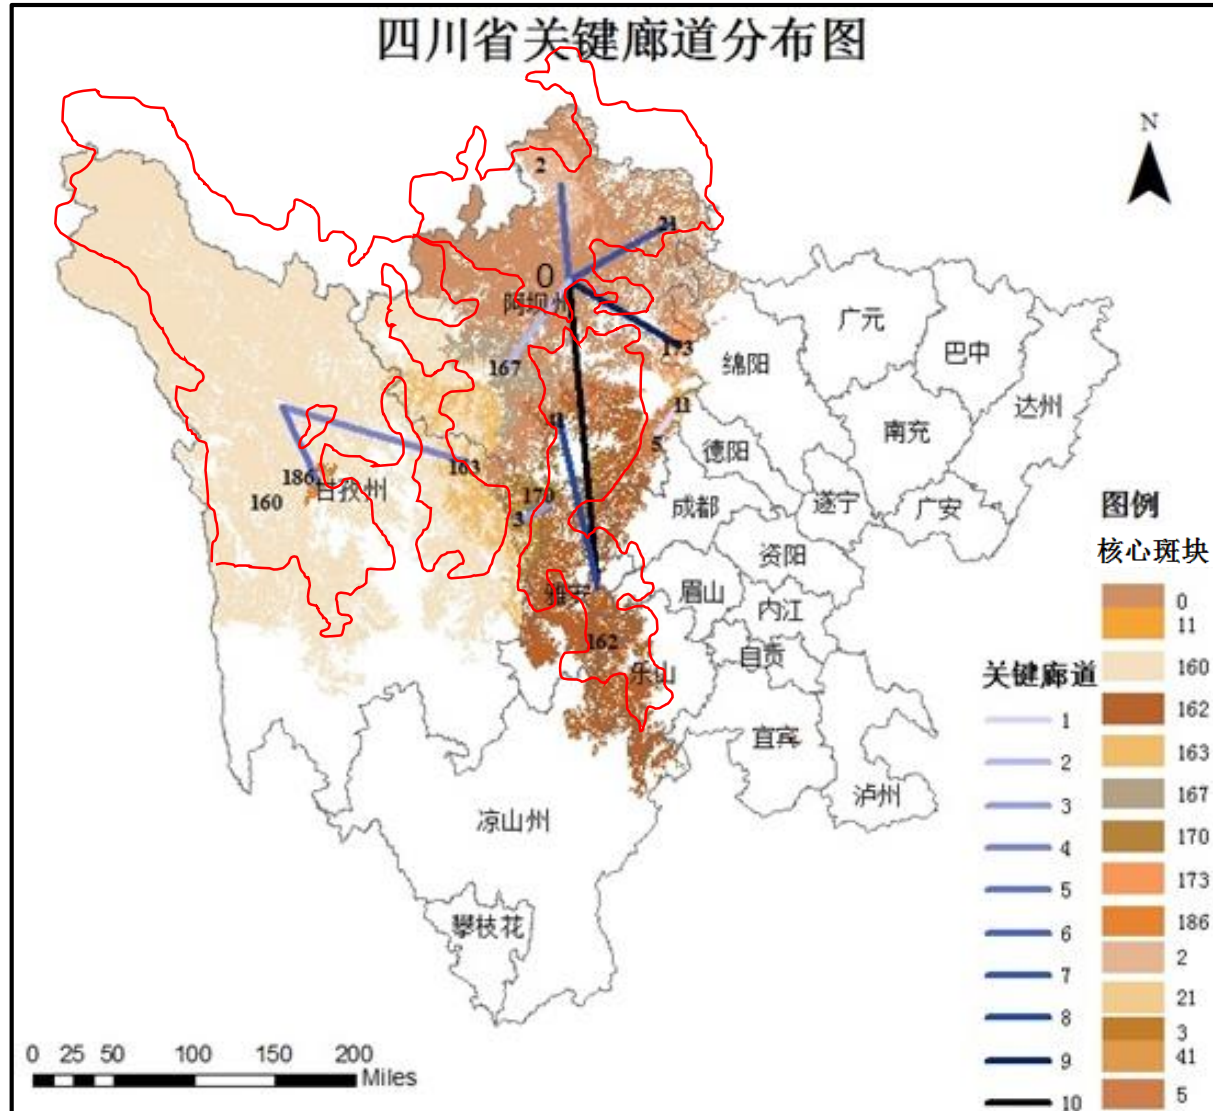 四川省关键廊道分布图
N
2
21
0
阿坝州
173
167
11
41
5
163
186
甘孜州
160
170
3
雅安
162
广元
绵阳
巴中
达州
南充
德阳
遂宁
广安
成都
资阳
眉山
内江
自贡
乐山
宜宾
泸州
凉山州
攀枝花
图例
核心斑块
0
11
160
162
163
167
170
173
186
2
21
3
41
5
关键廊道
1
2
3
4
5
6
7
8
9
10
0 25 50 100 150 200
Miles